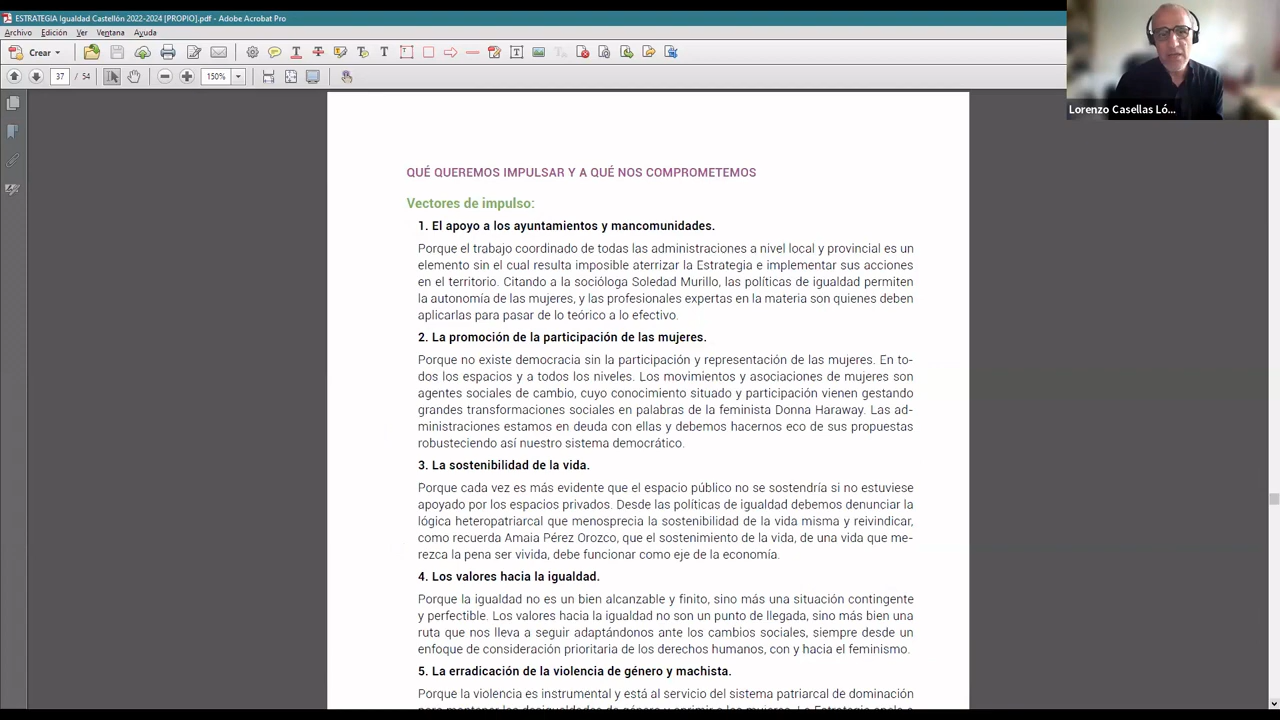 ESTRATEGIA Igualdad Castellón 2022-2024 [PROPIO].pdf - Adobe Acrobat Pro
Archivo Edición Ver Ventana Ayuda
Crear
37 / 54 150%
Lorenzo Casellas Ló...
QUÉ QUEREMOS IMPULSAR Y A QUÉ NOS COMPROMETEMOS
Vectores de impulso:
1. El apoyo a los ayuntamientos y mancomunidades.
Porque el trabajo coordinado de todas las administraciones a nivel local y provincial es un
elemento sin el cual resulta imposible aterrizar la Estrategia e implementar sus acciones
en el territorio. Citando a la socióloga Soledad Murillo, las políticas de igualdad permiten
la autonomía de las mujeres, y las profesionales expertas en la materia son quienes deben
aplicarlas para pasar de lo teórico a lo efectivo.
2. La promoción de la participación de las mujeres.
Porque no existe democracia sin la participación y representación de las mujeres. En to-
dos los espacios y a todos los niveles. Los movimientos y asociaciones de mujeres son
agentes sociales de cambio, cuyo conocimiento situado y participación vienen gestando
grandes transformaciones sociales en palabras de la feminista Donna Haraway. Las ad-
ministraciones estamos en deuda con ellas y debemos hacernos eco de sus propuestas
robusteciendo así nuestro sistema democrático.
3. La sostenibilidad de la vida.
Porque cada vez es más evidente que el espacio público no se sostendría si no estuviese
apoyado por los espacios privados. Desde las políticas de igualdad debemos denunciar la
lógica heteropatriarcal que menosprecia la sostenibilidad de la vida misma y reivindicar,
como recuerda Amaia Pérez Orozco, que el sostenimiento de la vida, de una vida que me-
rezca la pena ser vivida, debe funcionar como eje de la economía.
4. Los valores hacia la igualdad.
Porque la igualdad no es un bien alcanzable y finito, sino más una situación contingente
y perfectible. Los valores hacia la igualdad no son un punto de llegada, sino más bien una
ruta que nos lleva a seguir adaptándonos ante los cambios sociales, siempre desde un
enfoque de consideración prioritaria de los derechos humanos, con y hacia el feminismo.
5. La erradicación de la violencia de género y machista.
Porque la violencia es instrumental y está al servicio del sistema patriarcal de dominación